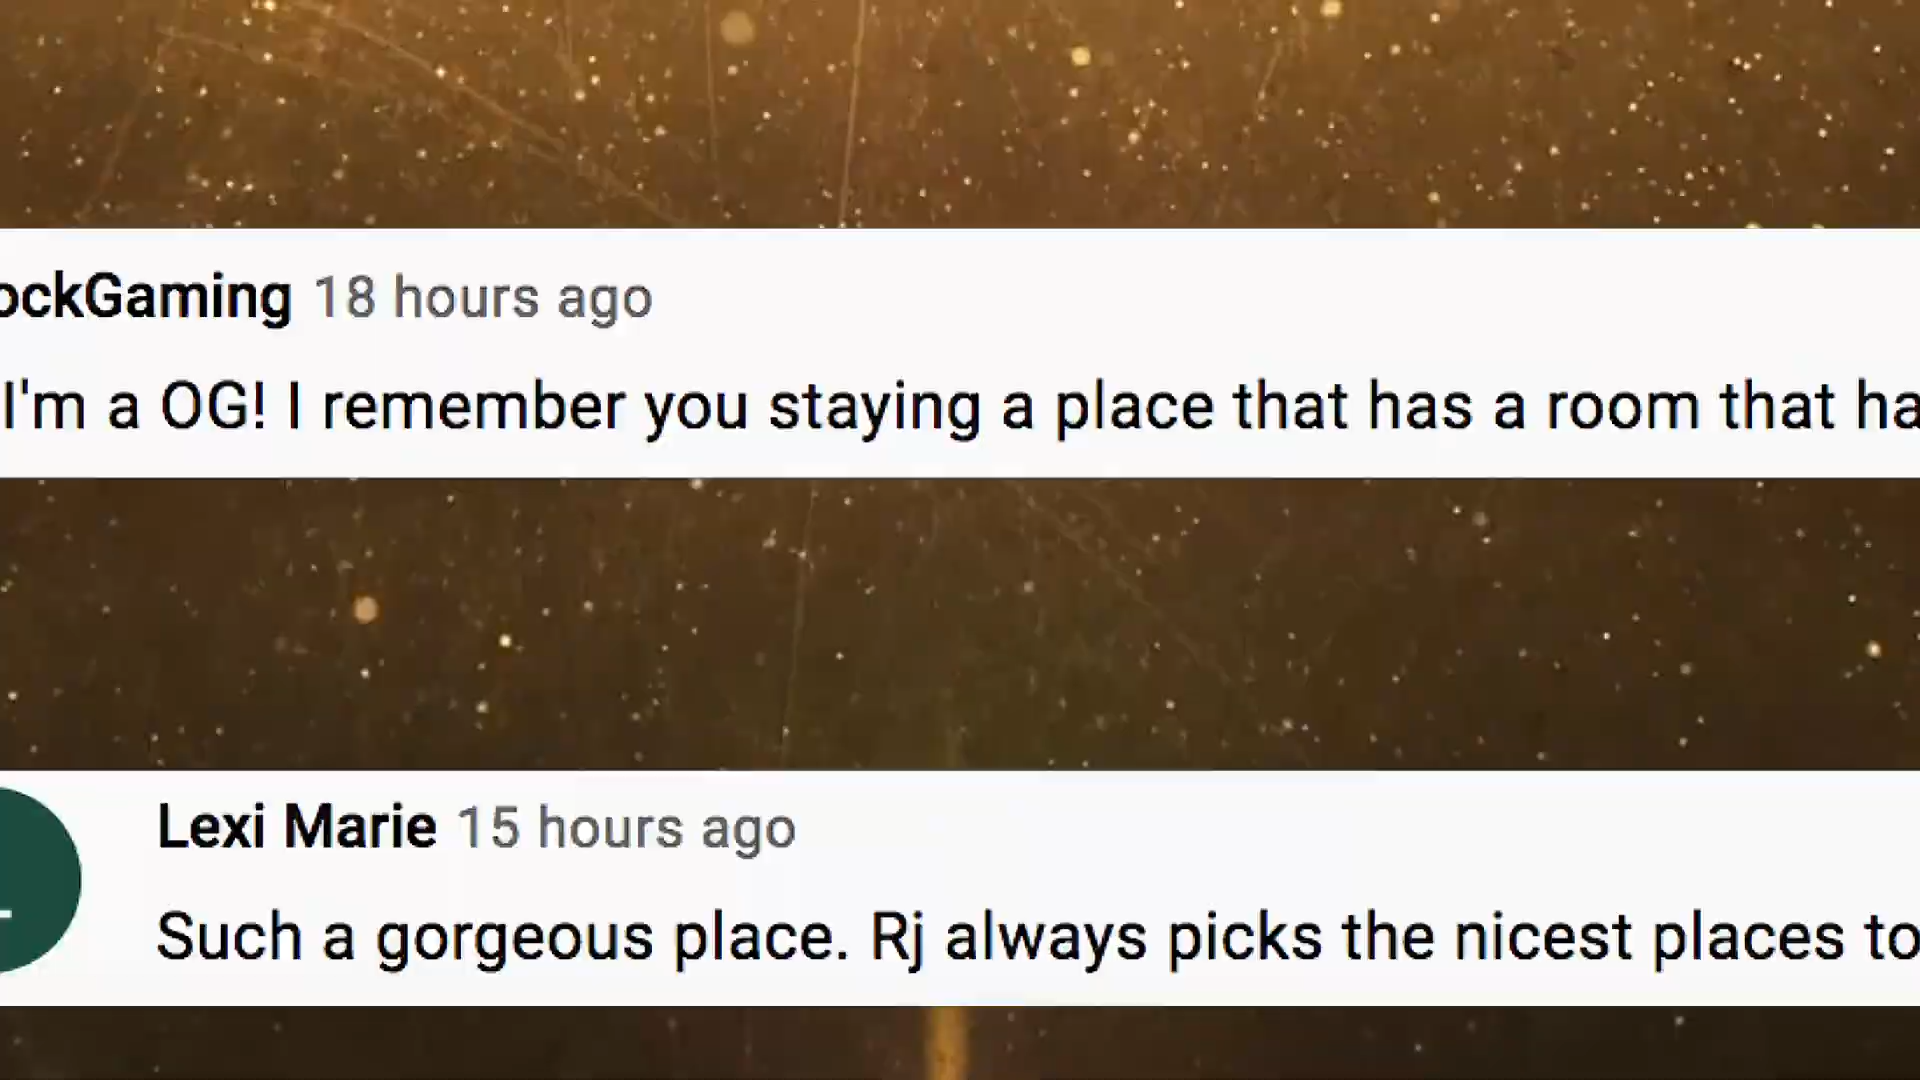 ockGaming 18 hours ago
I'm a OG! I remember you staying a place that has a room that ha
Lexi Marie 15 hours ago
Such a gorgeous place. Rj always picks the nicest places to